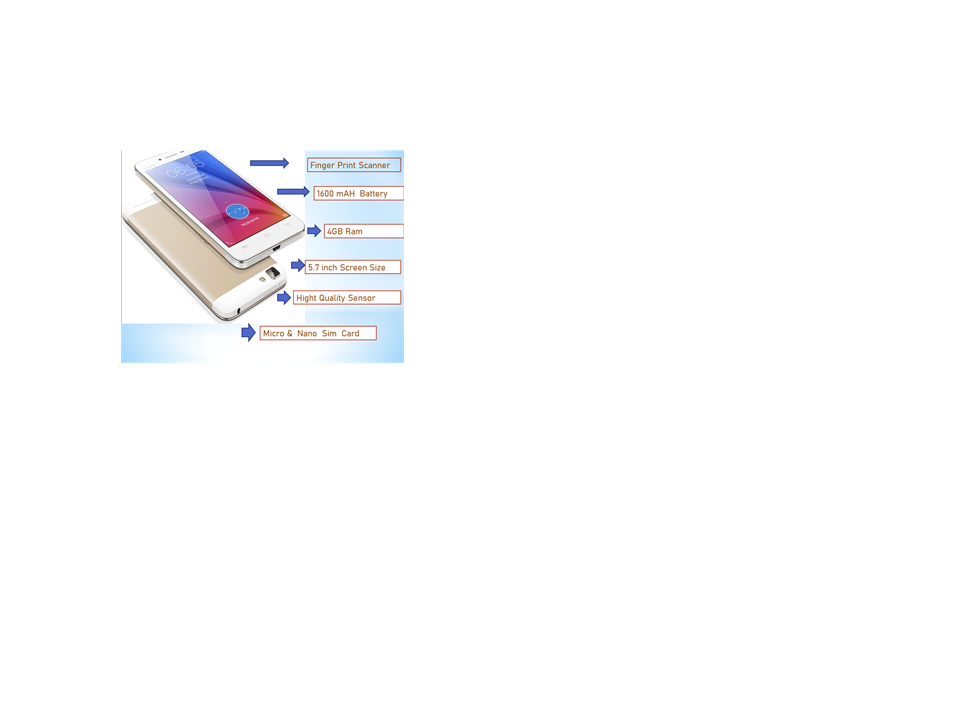 Finger Print Scanner
1600 mAH Battery
4GB Ram
5.7 inch Screen Size
Hight Quality Sensor
Micro & Nano Sim Card